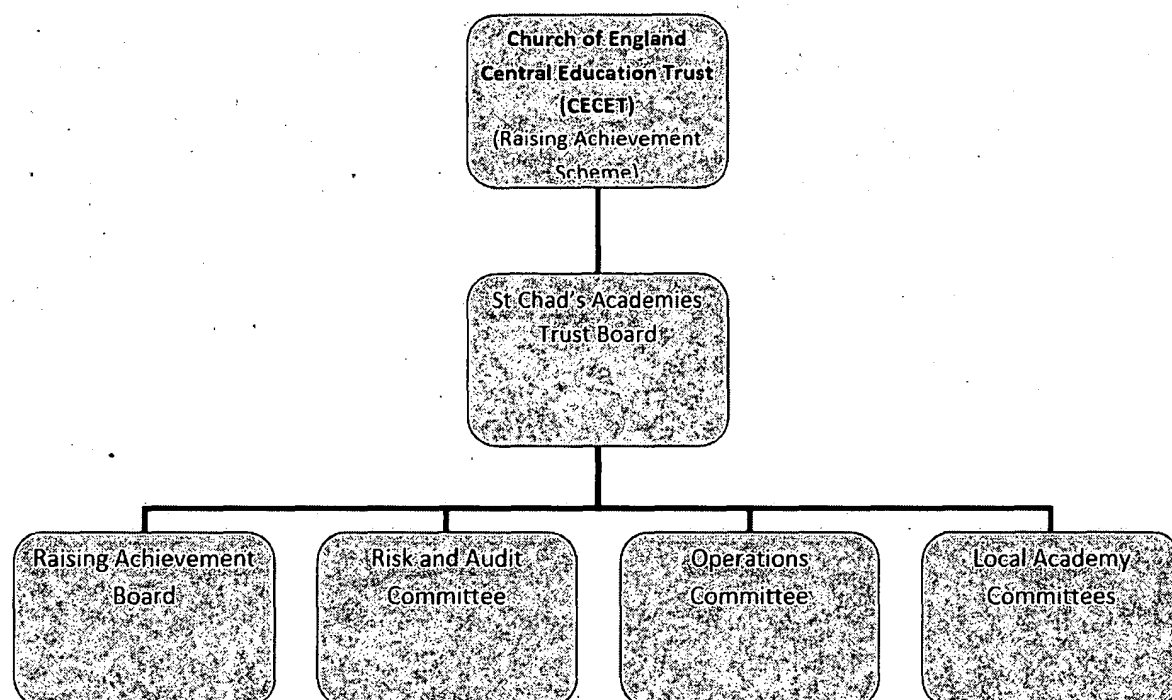 Church of England
Central Education Trust
(CECET)
(Raising Achievement
Scheme)
St Chad's Academies
Trust Board
Raising Achievement
Board
Risk and Audit
Committee
Operations
Committee
Local Academy
Committees